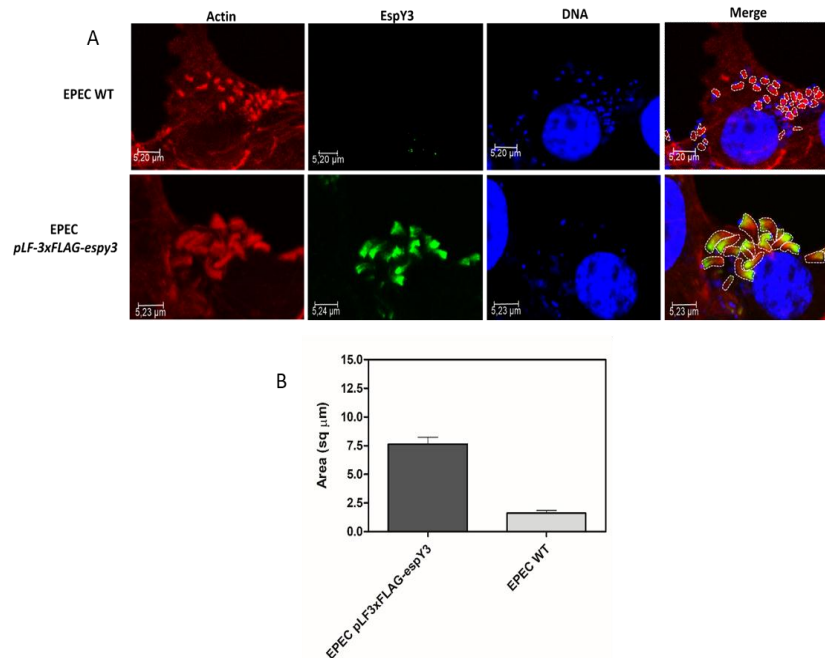 A
Actin EspY3 DNA Merge
EPEC WT
5,20 µm 5,20 µm 5,20 µm 5,20 µm
EPEC
pLF-3xFLAG-espy3
5,23 µm 5,24 µm 5,23 µm 5,23 µm
B
15.0
12.5
10.0
7.5
5.0
2.5
0.0
Area (sq µm)
EPEC pLF3xFLAG-espY3
EPEC WT